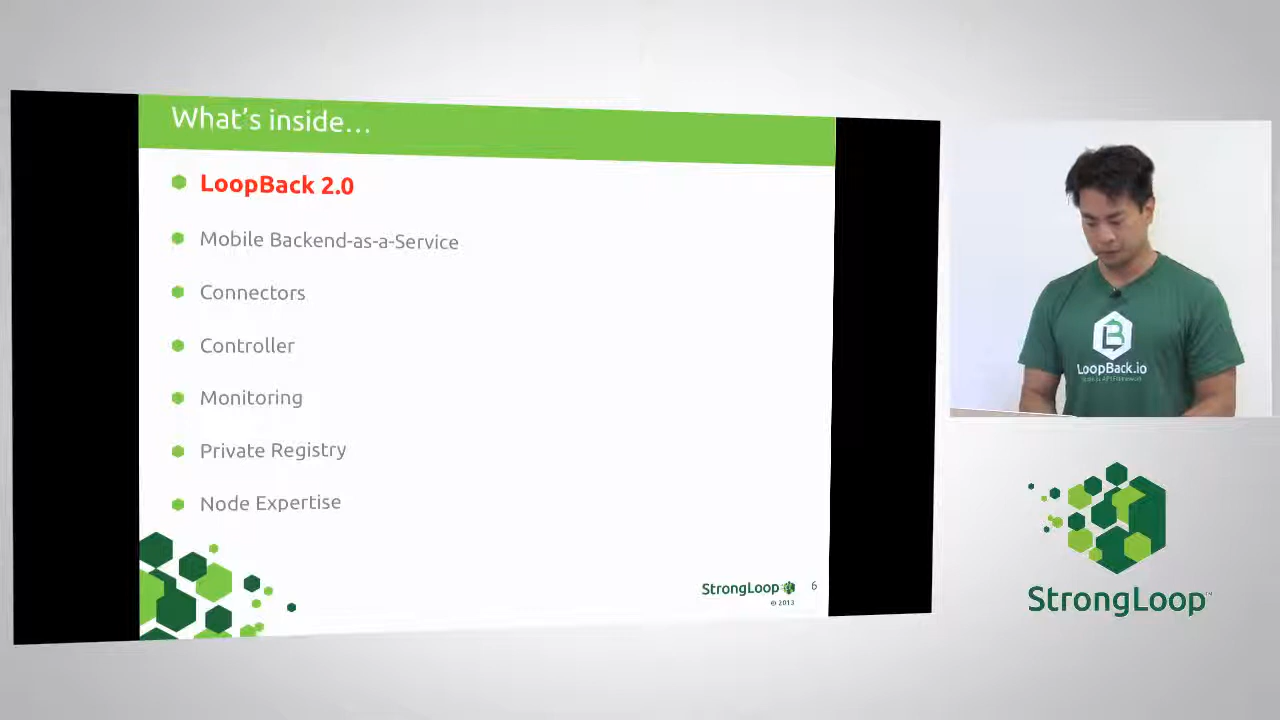 What's inside...
LoopBack 2.0
Mobile Backend-as-a-Service
Connectors
Controller
Monitoring
Private Registry
Node Expertise
StrongLoop
6
© 2013
LoopBack.io
StrongLoop™